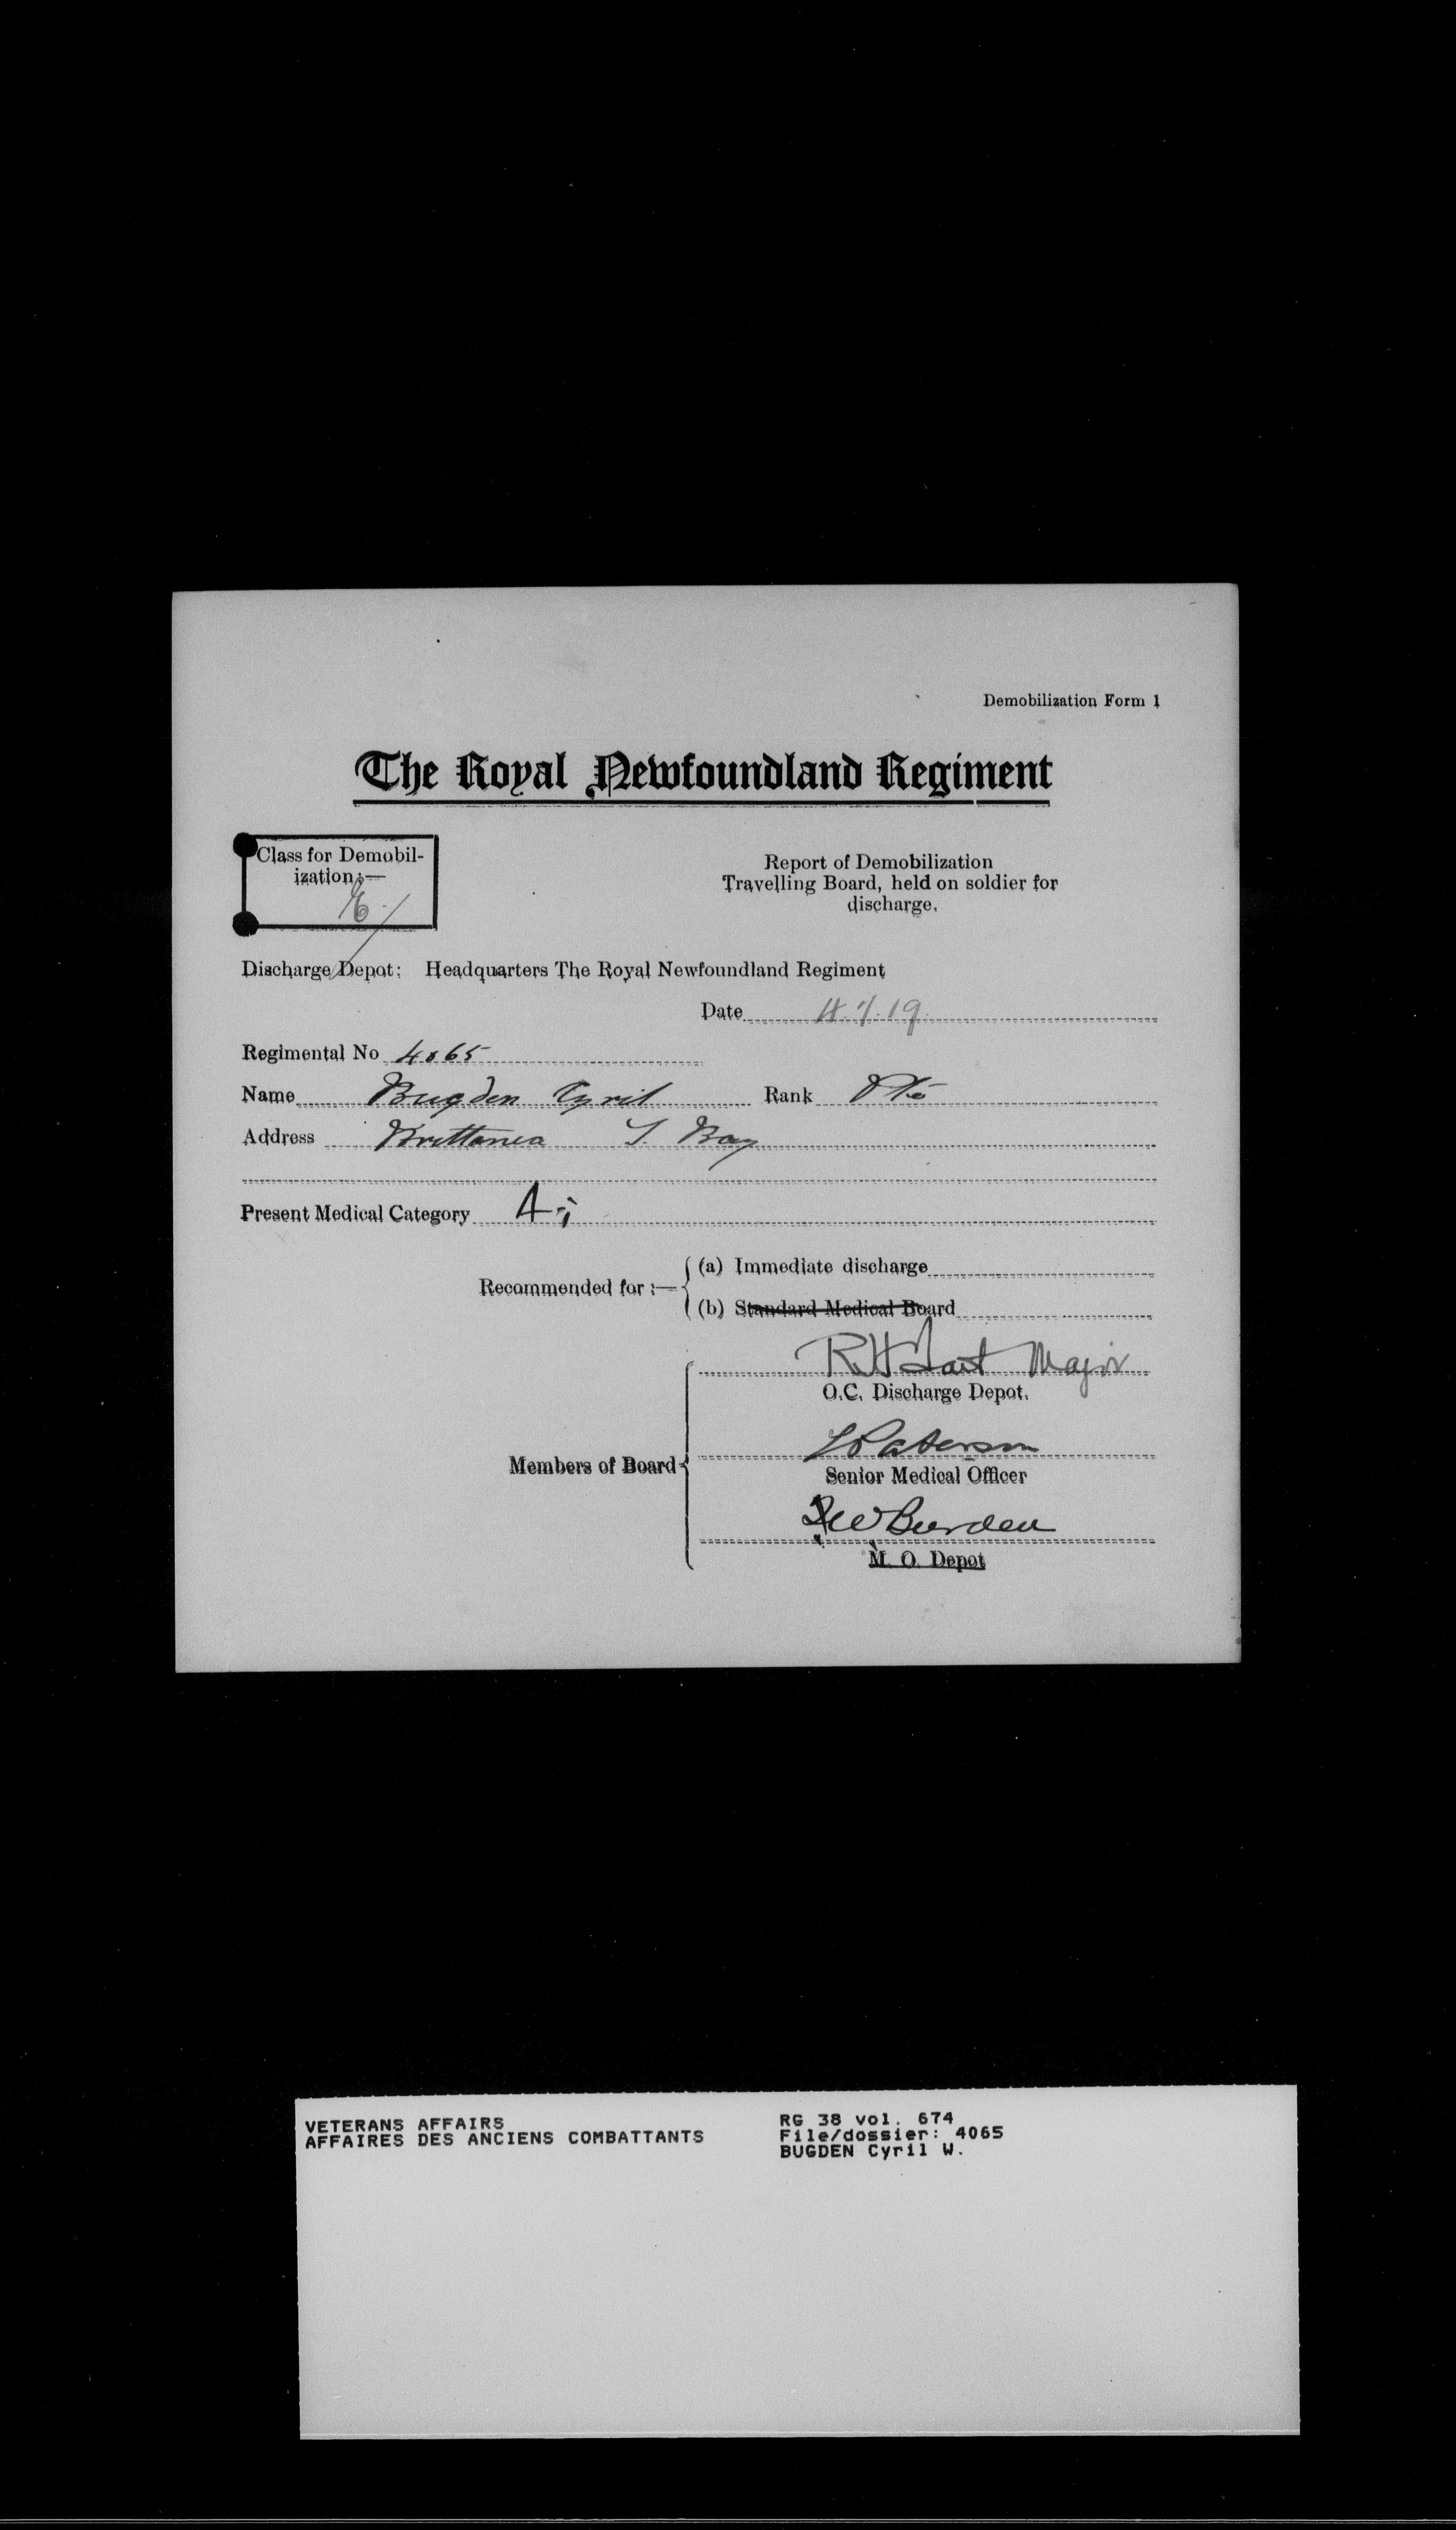 Demobilization Form 1
The Royal Newfoundland Regiment
Class for Demobil-
ization:—
Report of Demobilization
Travelling Board, held on soldier for
discharge.
Discharge Depot: Headquarters The Royal Newfoundland Regiment
Date 19.
Regimental No 4065
Name Bugden Cyril Rank Pte
Address Brittania T. Bay
Present Medical Category A-i
Recommended for :— (a) Immediate discharge
(b) Standard Medical Board
RH Tait Major
O.C. Discharge Depot.
Paterson
Members of Board
Senior Medical Officer
Burden
M. O. Depot
VETERANS AFFAIRS
AFFAIRES DES ANCIENS COMBATTANTS
RG 38 vol. 674
File/dossier: 4065
BUGDEN Cyril W.